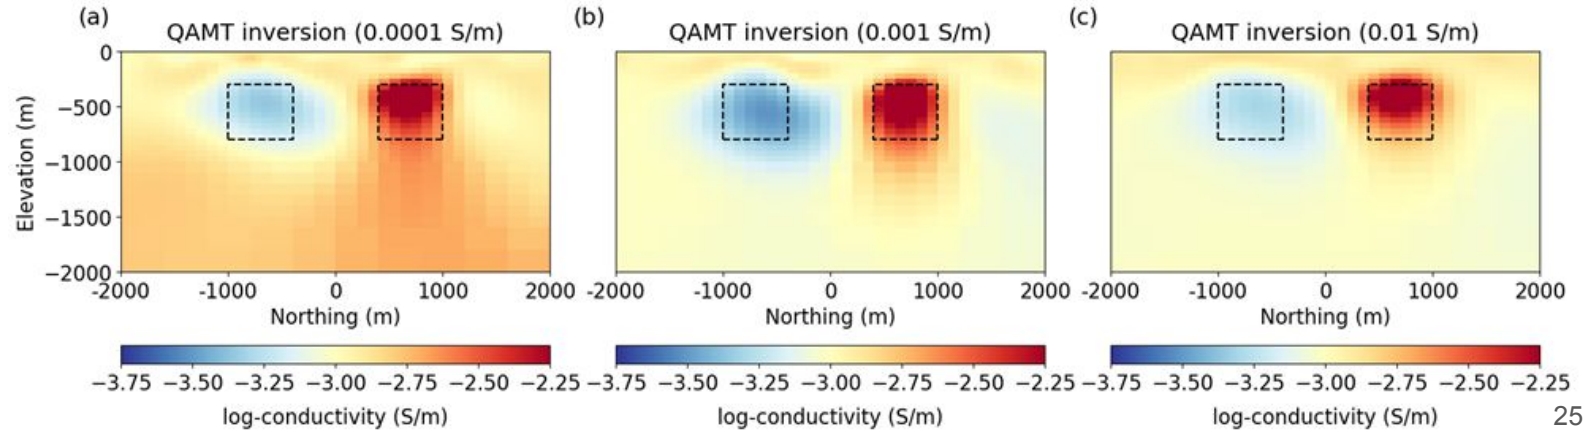 (a)
QAMT inversion (0.0001 S/m)
(b)
QAMT inversion (0.001 S/m)
(c)
QAMT inversion (0.01 S/m)
Elevation (m)
0
−500
−1000
−1500
−2000
-2000 -1000 0 1000 2000
-2000 -1000 0 1000 2000
-2000 -1000 0 1000 2000
Northing (m)
Northing (m)
Northing (m)
−3.75 −3.50 −3.25 −3.00 −2.75 −2.50 −2.25
−3.75 −3.50 −3.25 −3.00 −2.75 −2.50 −2.25
−3.75 −3.50 −3.25 −3.00 −2.75 −2.50 −2.25
log-conductivity (S/m)
log-conductivity (S/m)
log-conductivity (S/m)
25